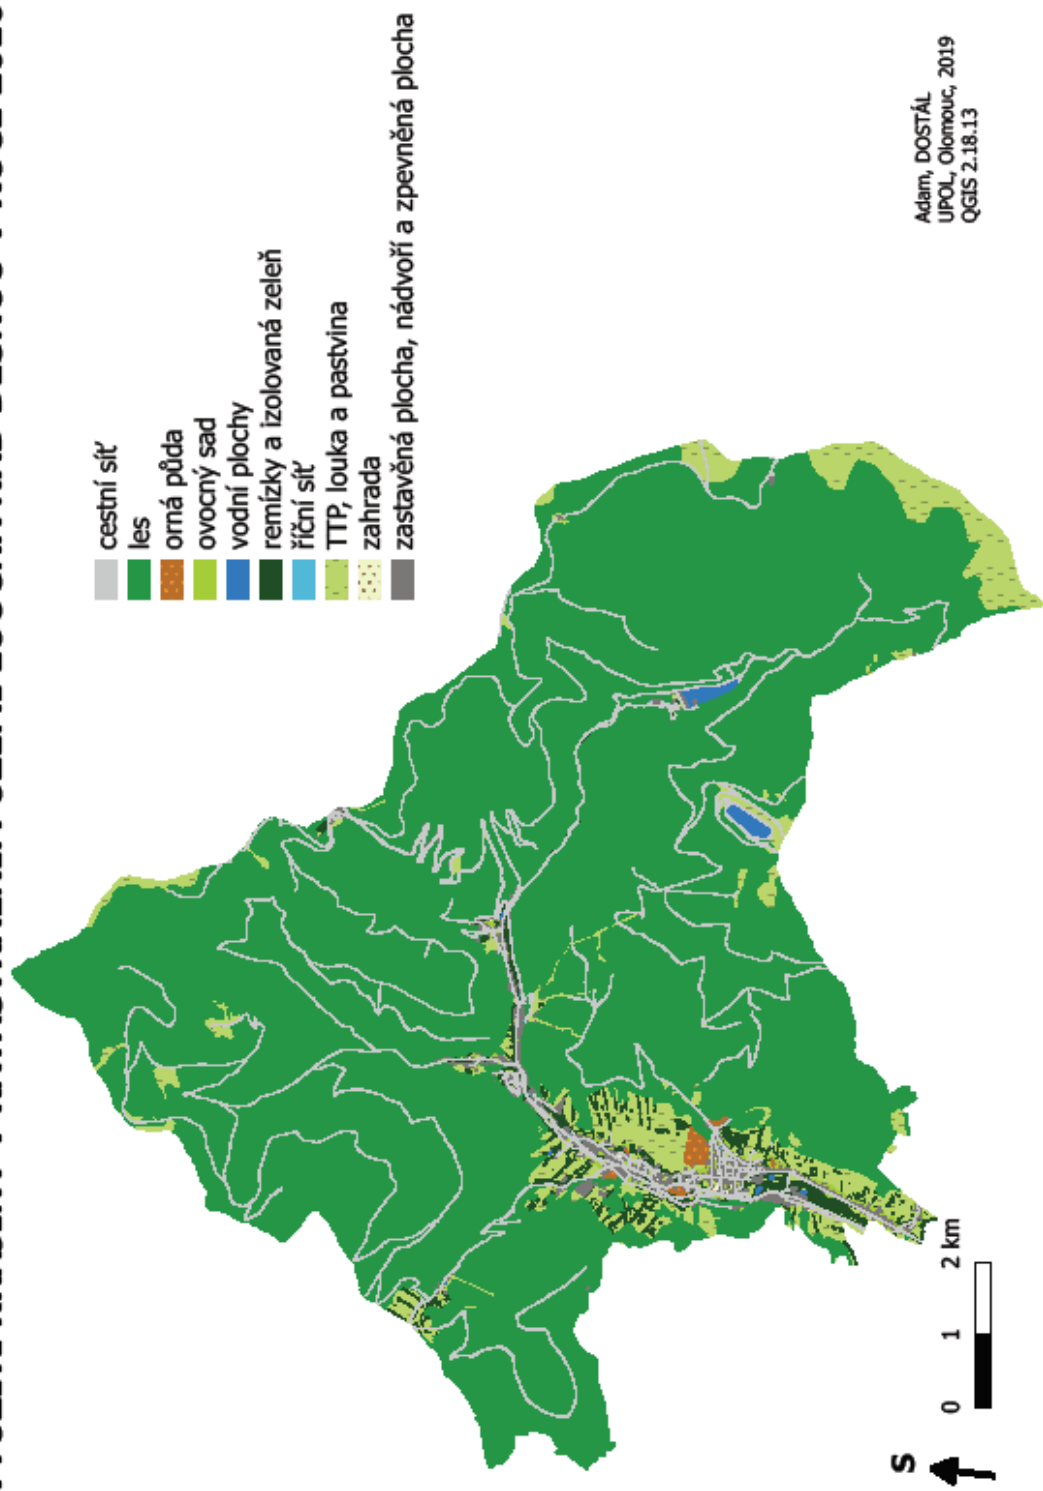 cestní síť
les
orná půda
ovocný sad
vodní plochy
remízky a izolovaná zeleň
říční síť
TTP, louka a pastvina
zahrada
zastavěná plocha, nádvoří a zpevněná plocha
Adam, DOSTÁL
UPOL, Olomouc, 2019
QGIS 2.18.13
S
0 1 2 km